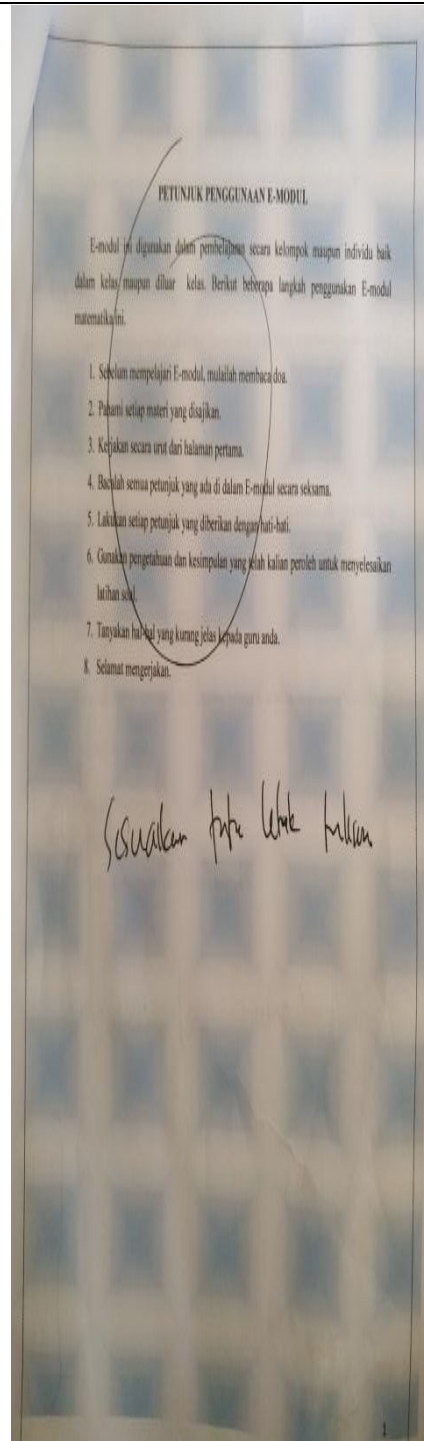 PETUNJUK PENGGUNAAN E-MODUL
E-modul ini digunakan dalam pembelajaran secara kelompok maupun individu baik
dalam kelas maupun diluar kelas. Berikut beberapa langkah penggunakan E-modul
matematika ini.
1. Sebelum mempelajari E-modul, mulailah membaca doa.
2. Pahami setiap materi yang disajikan.
3. Kerjakan secara urut dari halaman pertama.
4. Bacalah semua petunjuk yang ada di dalam E-modul secara seksama.
5. Lakukan setiap petunjuk yang diberikan dengan hati-hati.
6. Gunakan pengetahuan dan kesimpulan yang telah kalian peroleh untuk menyelesaikan
latihan soal.
7. Tanyakan hal-hal yang kurang jelas kepada guru anda.
8. Selamat mengerjakan.
Sesuaikan tata letak tulisan
1